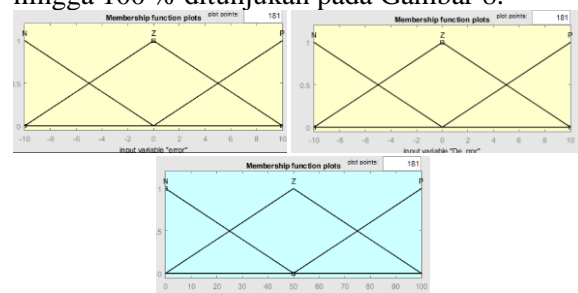 hingga 100 % ditunjukan pada Gambar 8.
Membership function plots plot points: 181
N Z P
1
0.5
0
-10 -8 -6 -4 -2 0 2 4 6 8 10
input variable "error"
Membership function plots plot points: 181
N Z P
1
0.5
0
-10 -8 -6 -4 -2 0 2 4 6 8 10
input variable
Membership function plots plot points: 181
N Z P
1
.5
0
0 10 20 30 40 50 60 70 80 90 100